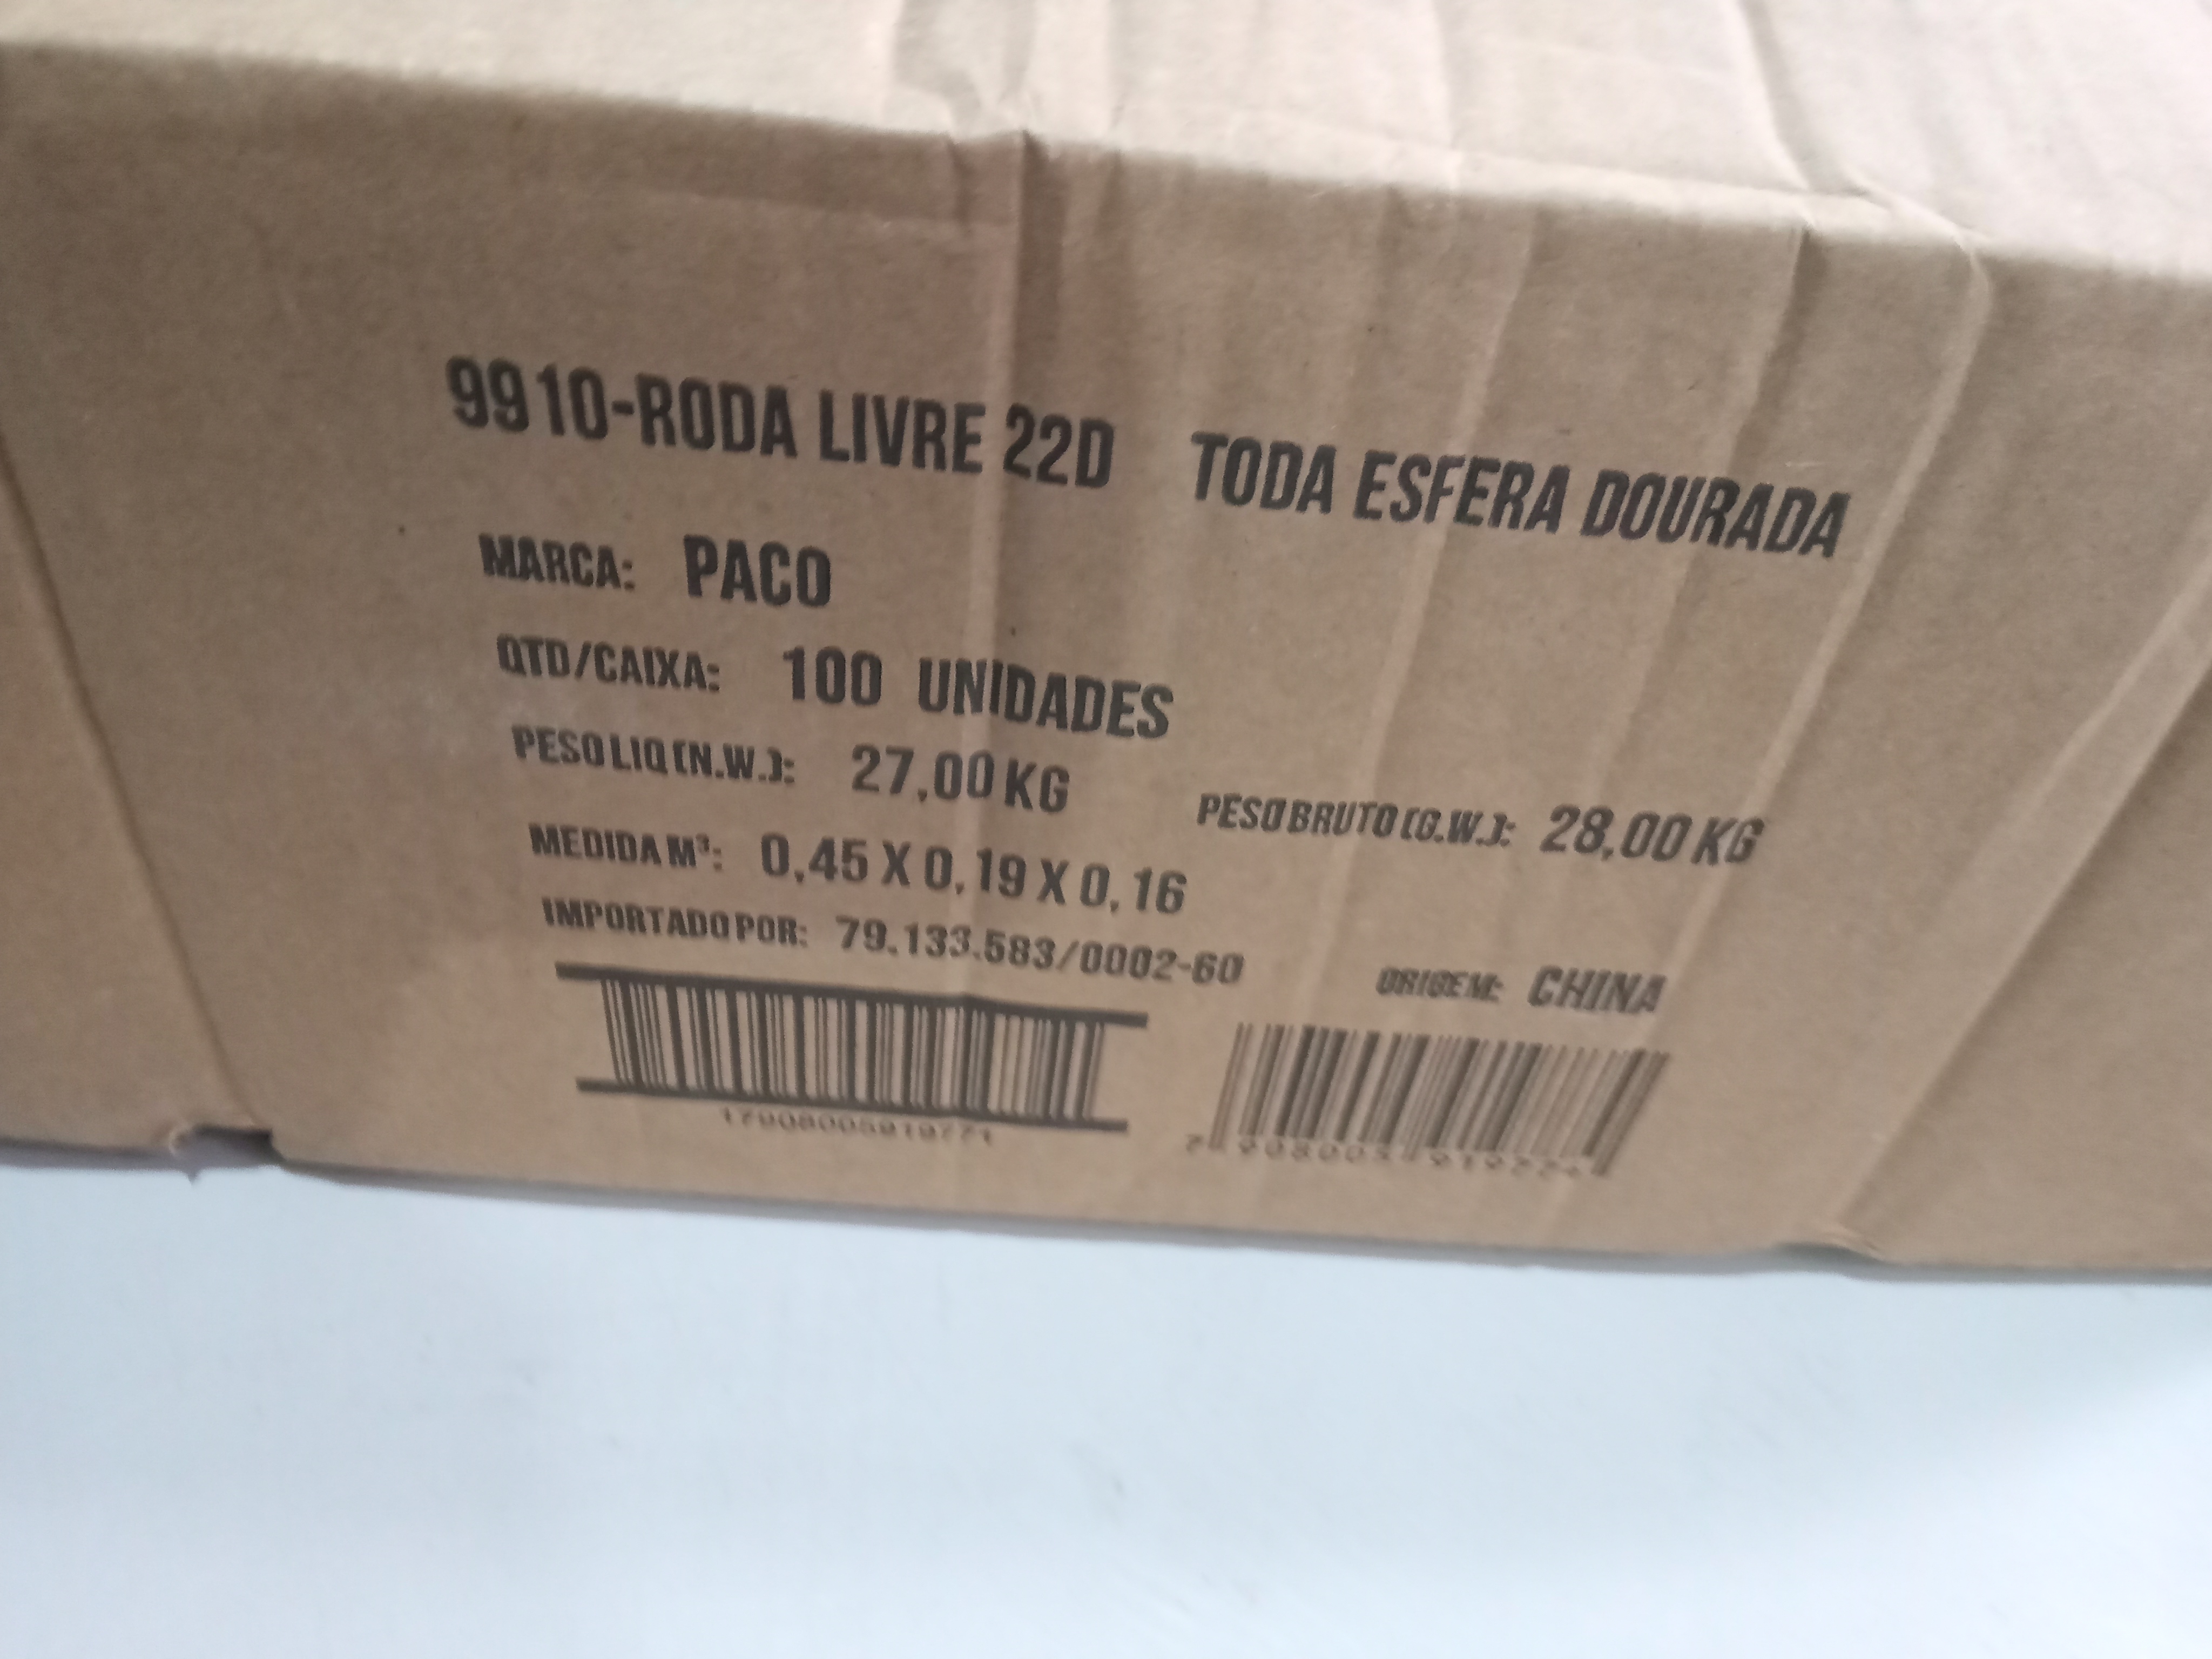 9910-RODA LIVRE 22D TODA ESFERA DOURADA
MARCA: PACO
QTD/CAIXA: 100 UNIDADES
PESO LIQ (N.W.): 27,00 KG PESO BRUTO (G.W.): 28,00 KG
MEDIDA M³: 0,45 X 0,19 X 0,16
IMPORTADO POR: 79.133.583/0002-60
ORIGEM: CHINA